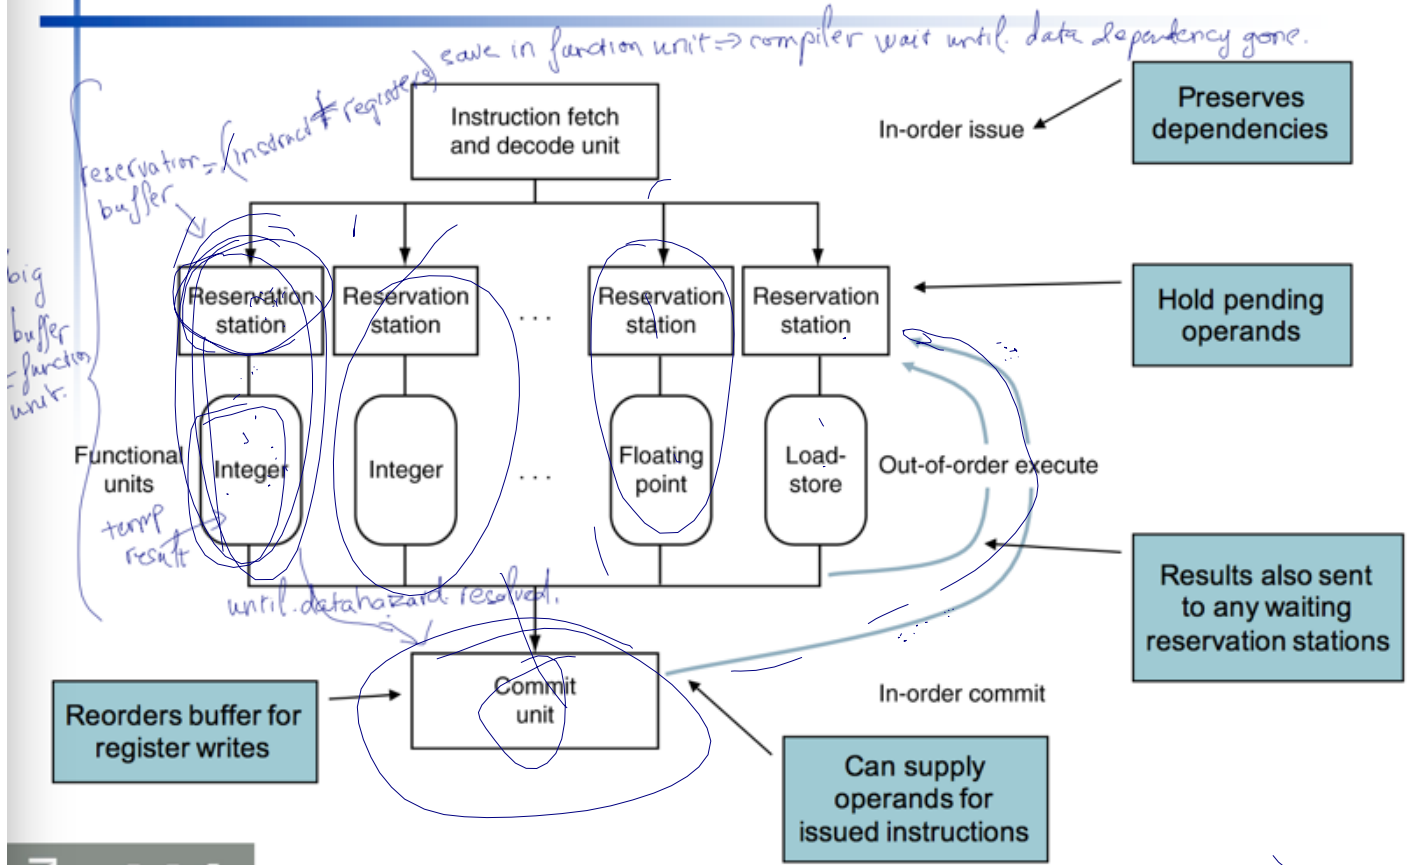 save in function unit => compiler wait until. data dependency gone.
reservation = (instruct + registers)
buffer
Instruction fetch
and decode unit
In-order issue
Preserves
dependencies
big
buffer
= function
unit.
Reservation
station
Reservation
station
. . .
Reservation
station
Reservation
station
Hold pending
operands
Functional
units
Integer
Integer
. . .
Floating
point
Load-
store
Out-of-order execute
temp
result
Results also sent
to any waiting
reservation stations
until. data hazard. resolved.
Commit
unit
In-order commit
Reorders buffer for
register writes
Can supply
operands for
issued instructions